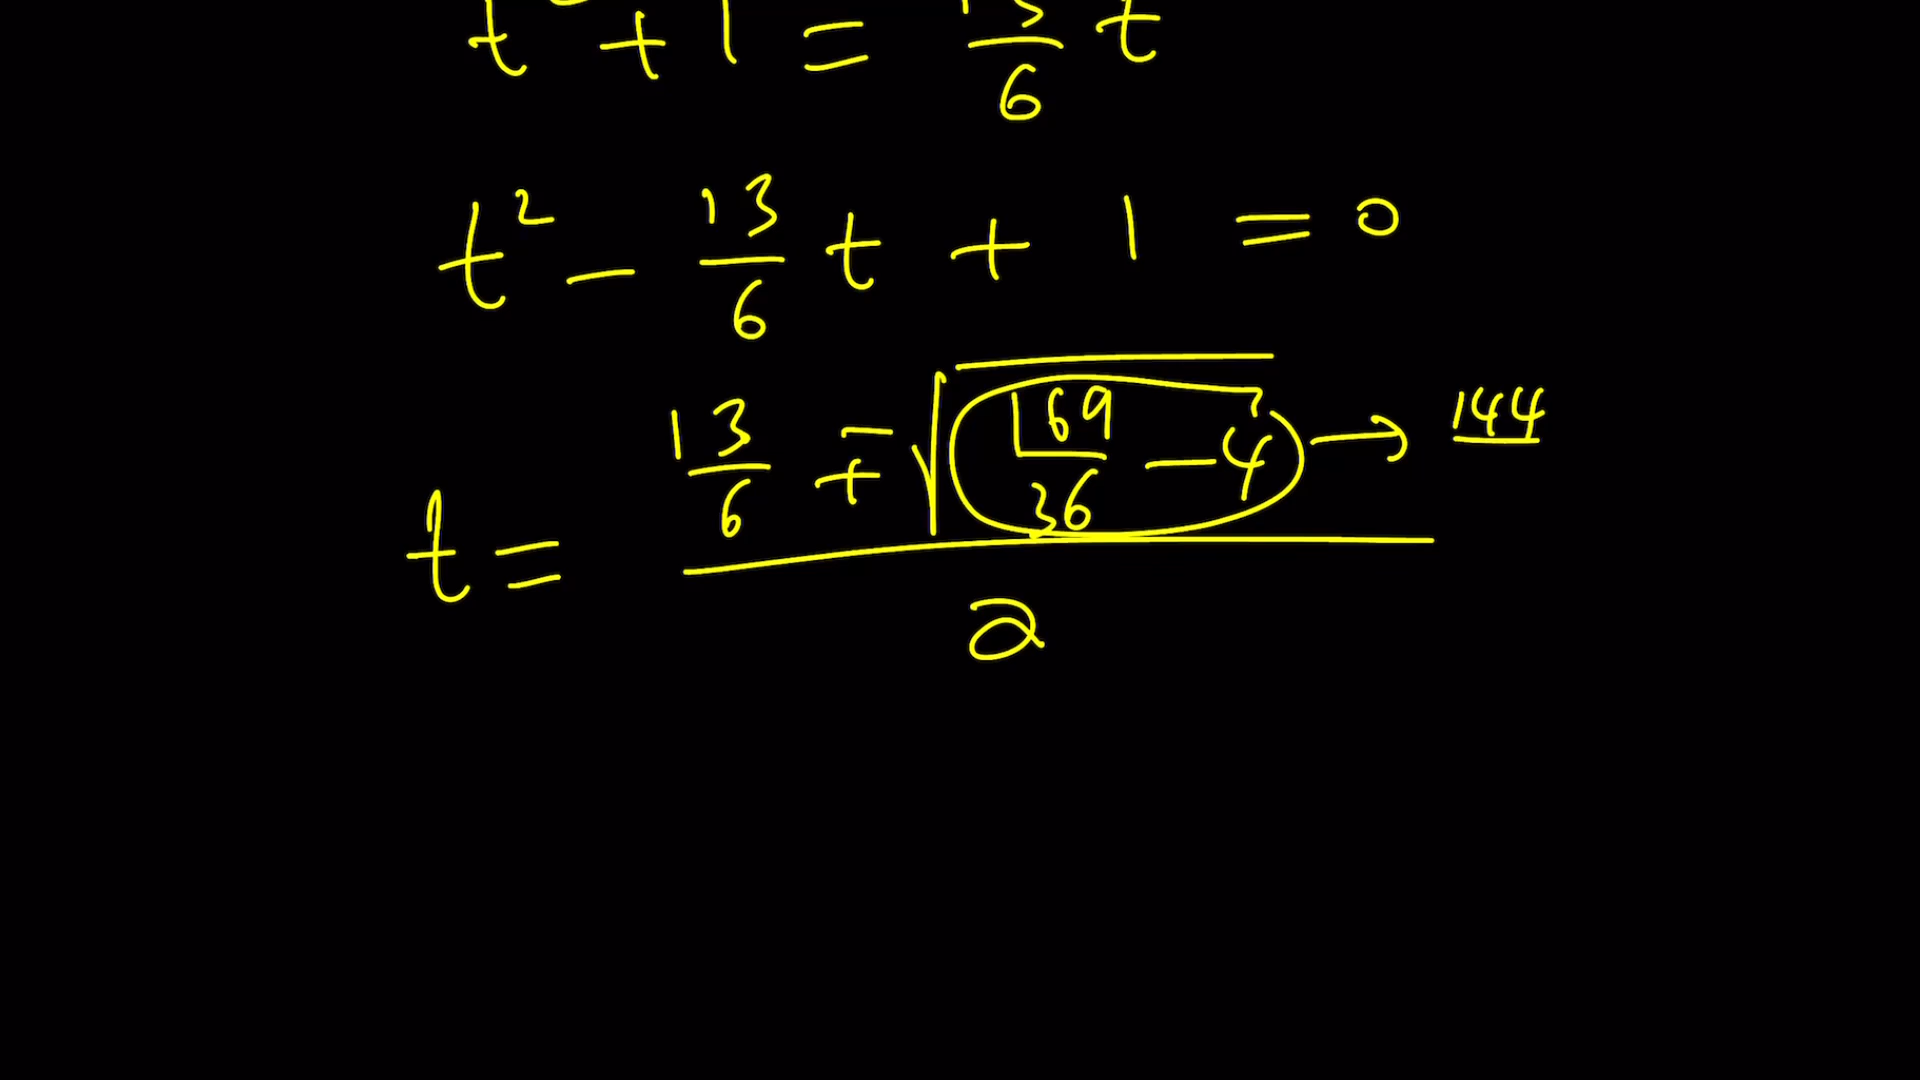 t² + 1 = 13/6 t
t² - 13/6 t + 1 = 0
t = (13/6 ∓ √(169/36 - 4))/2 → 144